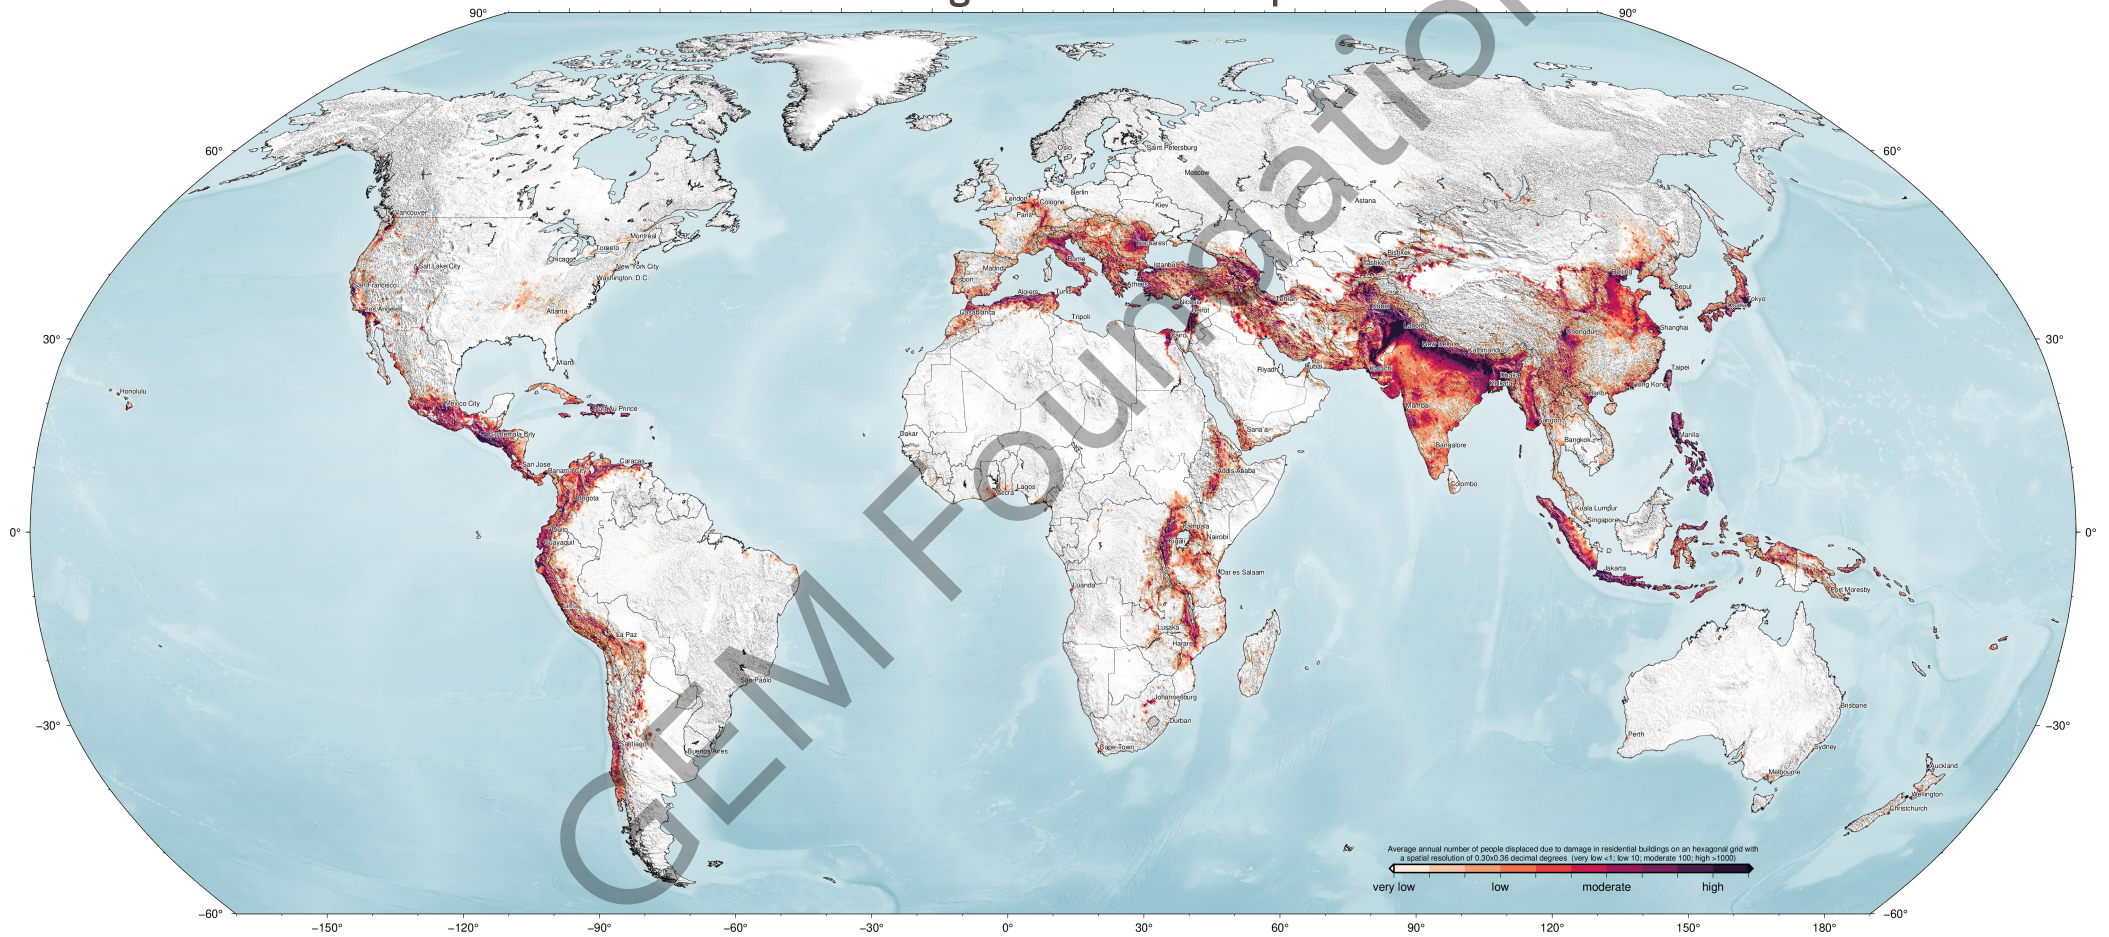 90°
90°
60°
60°
30°
30°
0°
0°
−30°
−30°
−60°
−60°
−150°
−120°
−90°
−60°
−30°
0°
30°
60°
90°
120°
150°
180°
GEM Foundation
Oslo
Saint Petersburg
Moscow
Berlin
London
Cologne
Paris
Kiev
Astana
Vancouver
Montreal
Toronto
Chicago
New York City
Salt Lake City
Washington, D.C.
San Francisco
Los Angeles
Atlanta
Miami
Honolulu
Mexico City
Port Au Prince
Guatemala City
San Jose
Panama City
Caracas
Bogota
Quito
Guayaquil
La Paz
Sao Paolo
Santiago
Buenos Aires
Bucharest
Rome
Madrid
Istanbul
Athens
Algiers
Tunis
Casablanca
Tripoli
Nicosia
Beirut
Cairo
Tehran
Tashkent
Bishkek
Kabul
Lahore
New Delhi
Kathmandu
Karachi
Dubai
Riyadh
Sana'a
Dhaka
Kolkata
Mumbai
Bangalore
Colombo
Beijing
Seoul
Tokyo
Shanghai
Chengdu
Taipei
Hong Kong
Hanoi
Yangon
Bangkok
Manila
Kuala Lumpur
Singapore
Jakarta
Port Moresby
Dakar
Accra
Lagos
Addis Ababa
Kampala
Kigali
Nairobi
Dar es Salaam
Luanda
Lusaka
Harare
Johannesburg
Durban
Cape Town
Brisbane
Perth
Sydney
Melbourne
Auckland
Wellington
Christchurch
Average annual number of people displaced due to damage in residential buildings on an hexagonal grid with
a spatial resolution of 0.30x0.36 decimal degrees (very low <1; low 10; moderate 100; high >1000)
very low
low
moderate
high